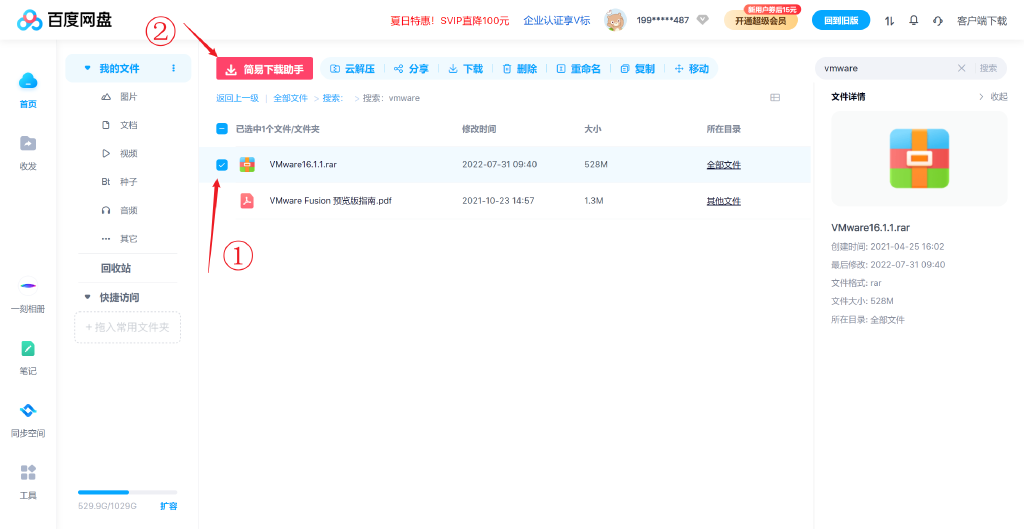 百度网盘
夏日特惠！SVIP直降100元
企业认证享V标
199*****487
新用户券后15元
开通超级会员
回到旧版
客户端下载
②
首页
收发
一刻相册
笔记
同步空间
工具
我的文件
图片
文档
视频
Bt 种子
音频
其它
回收站
快捷访问
+ 拖入常用文件夹
529.9G/1029G 扩容
简易下载助手
云解压
分享
下载
删除
重命名
复制
移动
返回上一级 | 全部文件 > 搜索: > 搜索: vmware
已选中1个文件/文件夹 修改时间 大小 所在目录
VMware16.1.1.rar 2022-07-31 09:40 528M 全部文件
VMware Fusion 预览版指南.pdf 2021-10-23 14:57 1.3M 其他文件
①
vmware 搜索
文件详情 > 收起
VMware16.1.1.rar
创建时间: 2021-04-25 16:02
最后修改: 2022-07-31 09:40
文件格式: rar
文件大小: 528M
所在目录: 全部文件